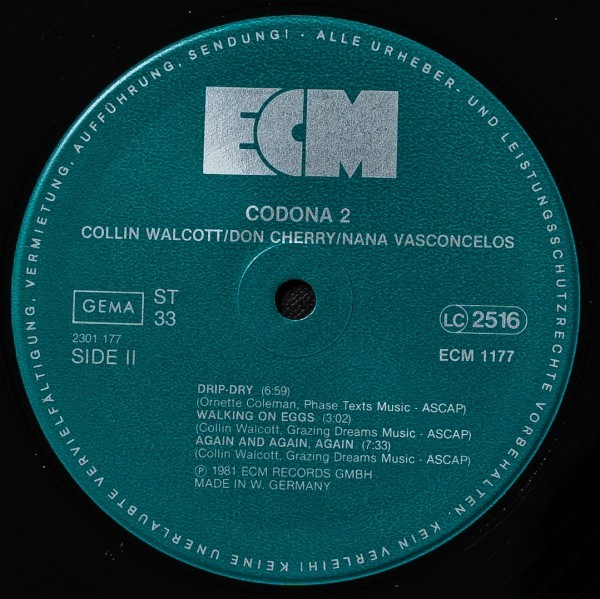 KEINE UNERLAUBTE VERVIELFÄLTIGUNG, VERMIETUNG, AUFFÜHRUNG, SENDUNG! - ALLE URHEBER- UND LEISTUNGSSCHUTZRECHTE VORBEHALTEN. KEIN VERLEIH!
ECM
CODONA 2
COLLIN WALCOTT/DON CHERRY/NANA VASCONCELOS
GEMA
ST
33
LC 2516
2301 177
SIDE II
ECM 1177
DRIP-DRY (6:59)
(Ornette Coleman, Phase Texts Music - ASCAP)
WALKING ON EGGS (3:02)
(Collin Walcott, Grazing Dreams Music - ASCAP)
AGAIN AND AGAIN, AGAIN (7:33)
(Collin Walcott, Grazing Dreams Music - ASCAP)
℗ 1981 ECM RECORDS GMBH
MADE IN W. GERMANY